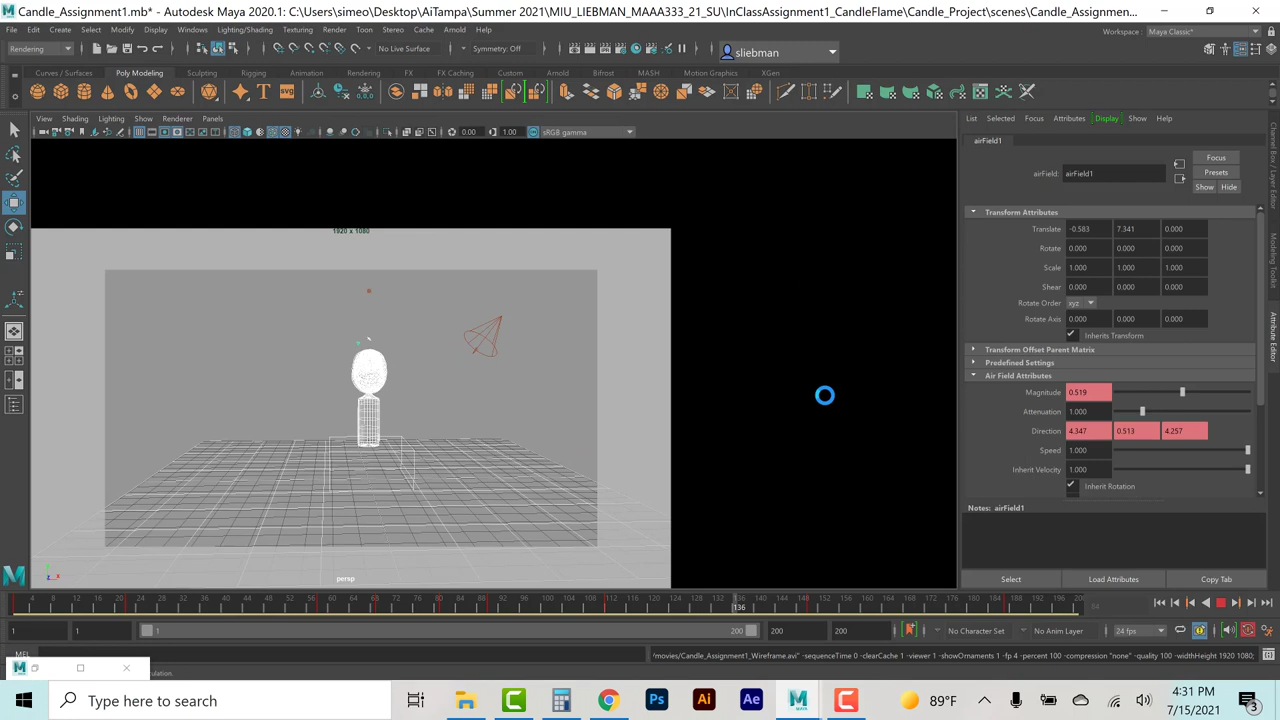 Candle_Assignment1.mb* - Autodesk Maya 2020.1: C:\Users\simeo\AiTampa\Summer 2021\MIU_LIEBMAN_MAAA333_21_SU\InClassAssignment1_CandleFlame\Candle_Project\scenes\Candle_Assignment1.m...
File Edit Create Select Modify Display Windows Lighting/Shading Texturing Render Toon Stereo Cache Arnold Help
Workspace: Maya Classic*
Rendering No Live Surface Symmetry: Off sliebman
Curves / Surfaces Poly Modeling Sculpting Rigging Animation Rendering FX FX Caching Custom Arnold Bifrost MASH Motion Graphics XGen
View Shading Lighting Show Renderer Panels
0.00 1.00 sRGB gamma
1920 x 1080
persp
List Selected Focus Attributes Display Show Help
airField1
airField: airField1
Focus
Presets
Show Hide
Transform Attributes
Translate -0.583 7.341 0.000
Rotate 0.000 0.000 0.000
Scale 1.000 1.000 1.000
Shear 0.000 0.000 0.000
Rotate Order xyz
Rotate Axis 0.000 0.000 0.000
Inherits Transform
Transform Offset Parent Matrix
Predefined Settings
Air Field Attributes
Magnitude 0.519
Attenuation 1.000
Direction 4.347 0.513 4.257
Speed 1.000
Inherit Velocity 1.000
Inherit Rotation
Notes: airField1
Select Load Attributes Copy Tab
Channel Box / Layer Editor
Modeling Toolkit
Attribute Editor
4 8 12 16 20 24 28 32 36 40 44 48 52 56 60 64 68 72 76 80 84 88 92 96 100 104 108 112 116 120 124 128 132 136 140 144 148 152 156 160 164 168 172 176 180 184 188 192 196 200
136
1 1 1 200 200 200 No Character Set No Anim Layer 24 fps
MEL /movies/Candle_Assignment1_Wireframe.avi" -sequenceTime 0 -clearCache 1 -viewer 1 -showOrnaments 1 -fp 4 -percent 100 -compression "none" -quality 100 -widthHeight 1920 1080;
Type here to search
Ps Ai Ae
89°F
4:31 PM
7/15/2021
3